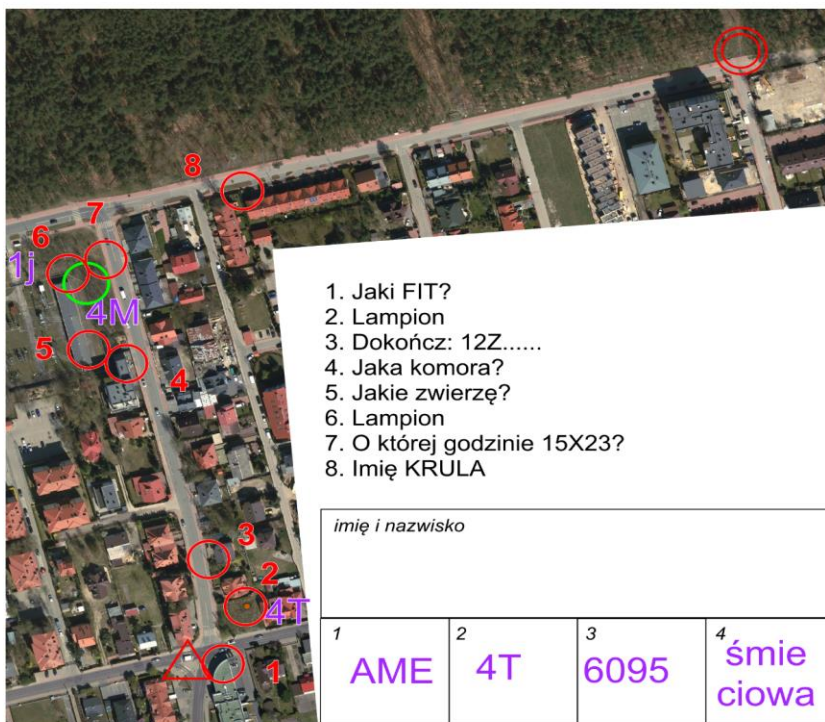 8
7
6
1j
4M
5
4
3
2
4T
1
1. Jaki FIT?
2. Lampion
3. Dokończ: 12Z......
4. Jaka komora?
5. Jakie zwierzę?
6. Lampion
7. O której godzinie 15X23?
8. Imię KRULA
imię i nazwisko
1
AME
2
4T
3
6095
4
śmie
ciowa